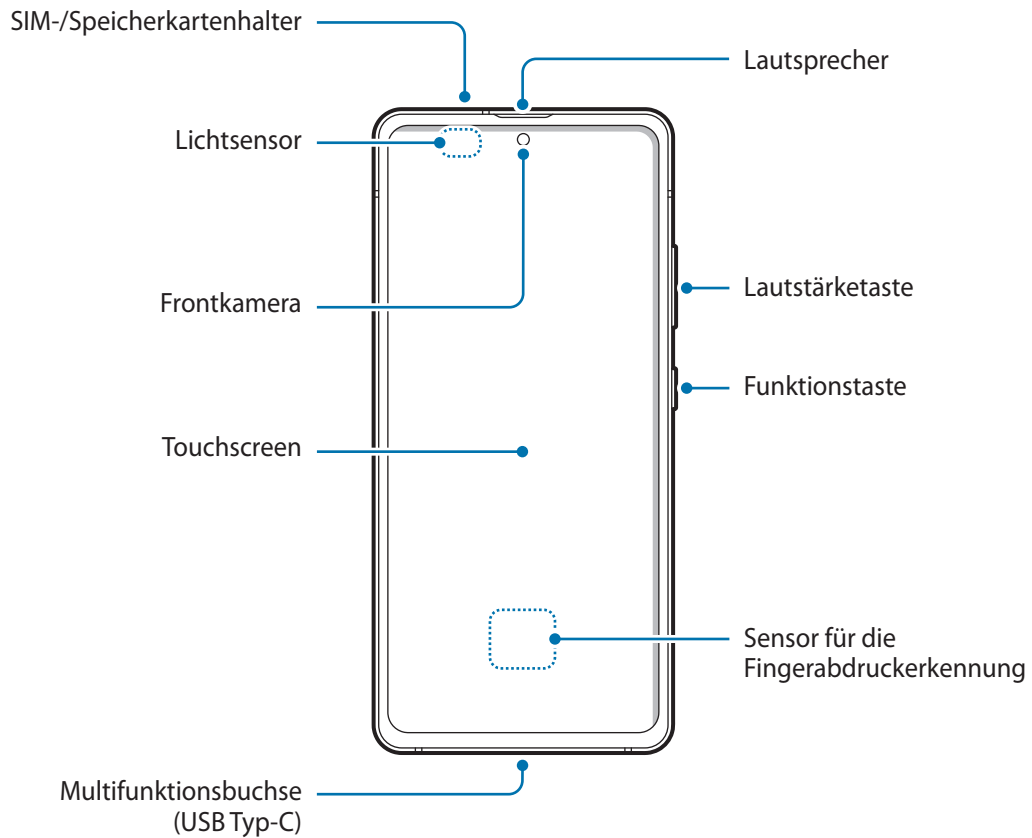 SIM-/Speicherkartenhalter
Lautsprecher
Lichtsensor
Frontkamera
Lautstärketaste
Funktionstaste
Touchscreen
Sensor für die
Fingerabdruckerkennung
Multifunktionsbuchse
(USB Typ-C)